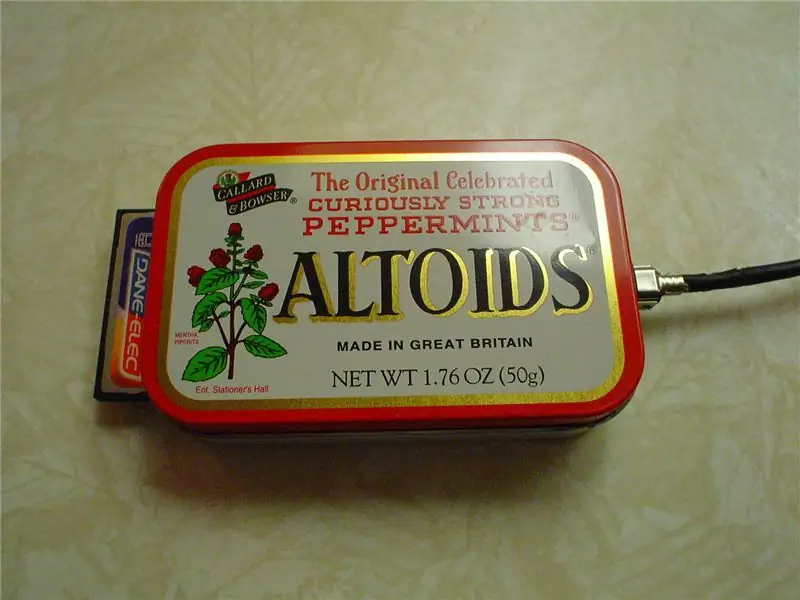 CALLARD
& BOWSER®
The Original Celebrated
CURIOUSLY STRONG
PEPPERMINTS™
ALTOIDS®
MADE IN GREAT BRITAIN
NET WT 1.76 OZ (50g)
MENTHA
PIPERITA
Ent. Stationer's Hall
DANE-ELEC